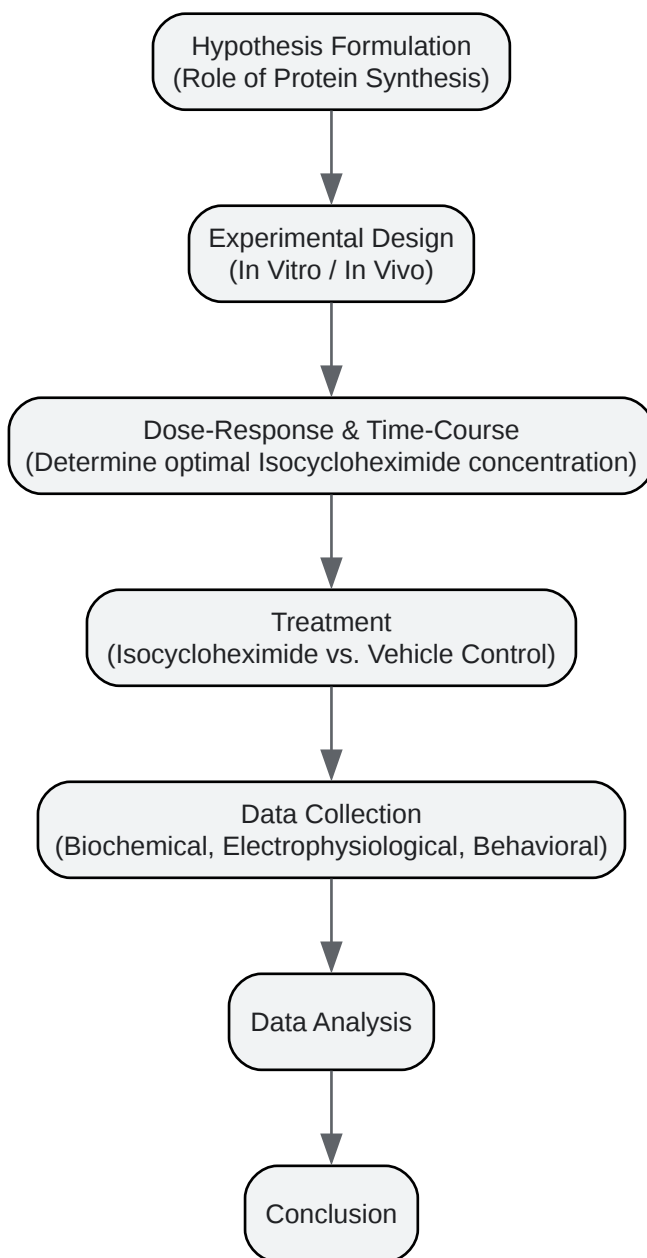 Hypothesis Formulation
(Role of Protein Synthesis)
Experimental Design
(In Vitro / In Vivo)
Dose-Response & Time-Course
(Determine optimal Isocycloheximide concentration)
Treatment
(Isocycloheximide vs. Vehicle Control)
Data Collection
(Biochemical, Electrophysiological, Behavioral)
Data Analysis
Conclusion